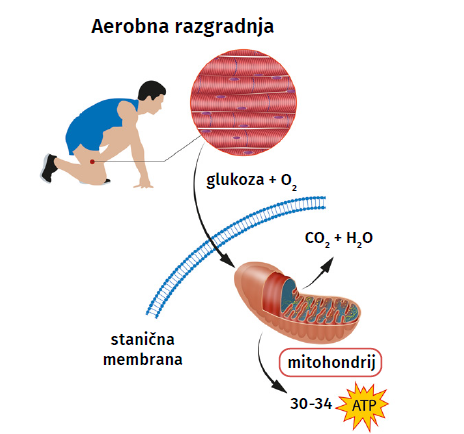 Aerobna razgradnja
glukoza + O₂
CO₂ + H₂O
stanična
membrana
mitohondrij
30-34 ATP